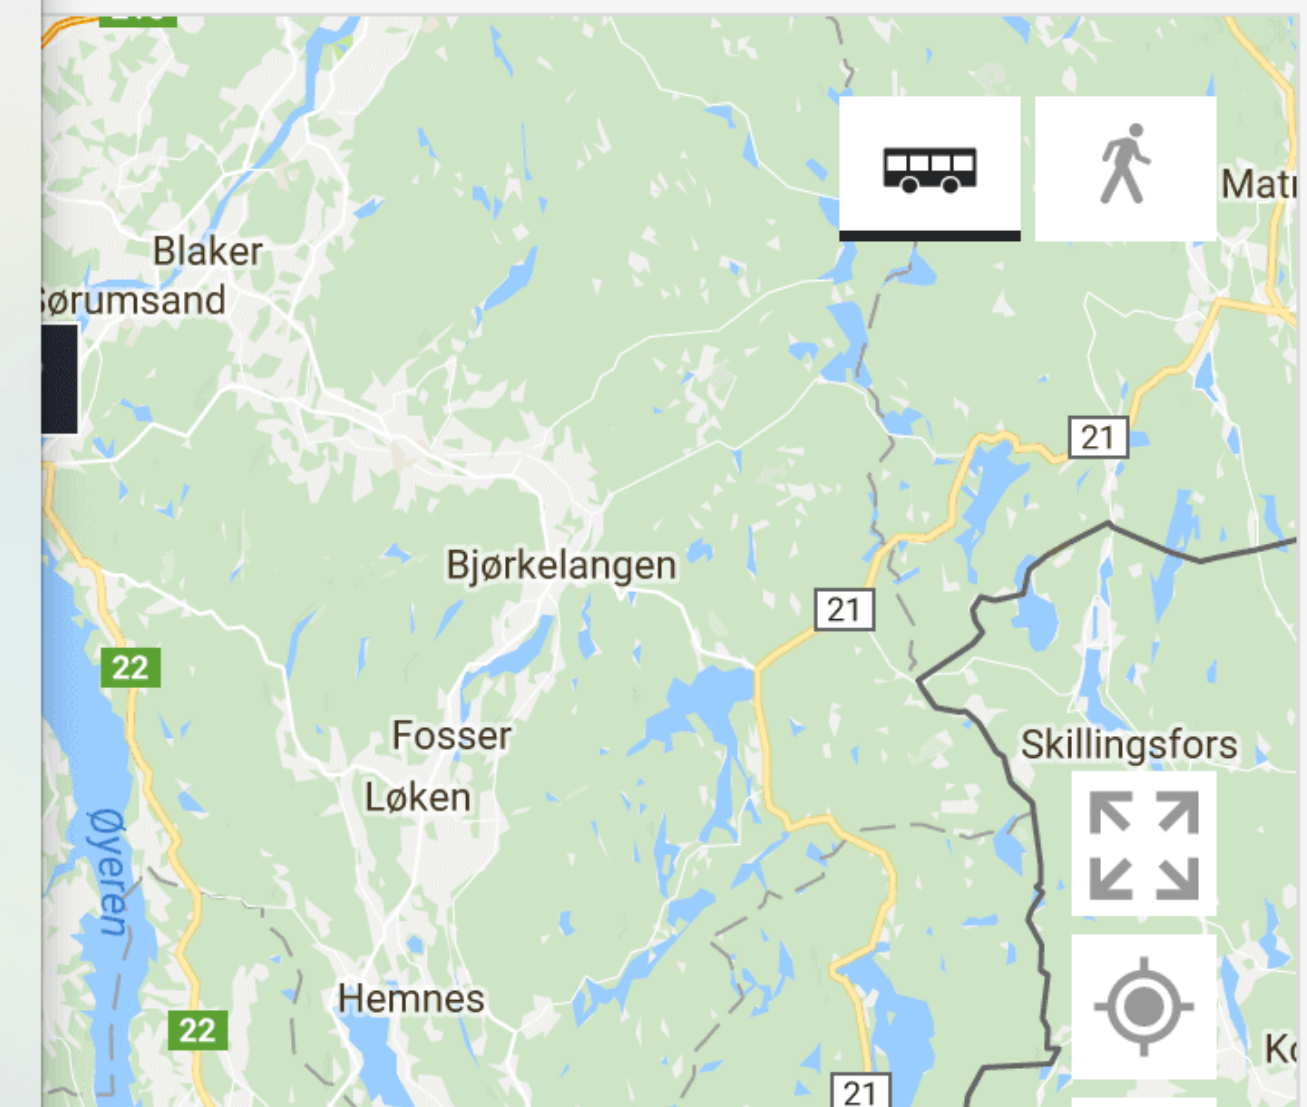 Blaker
Sørumsand
21
Bjørkelangen
21
22
Fosser
Skillingsfors
Løken
Øyeren
Hemnes
22
21